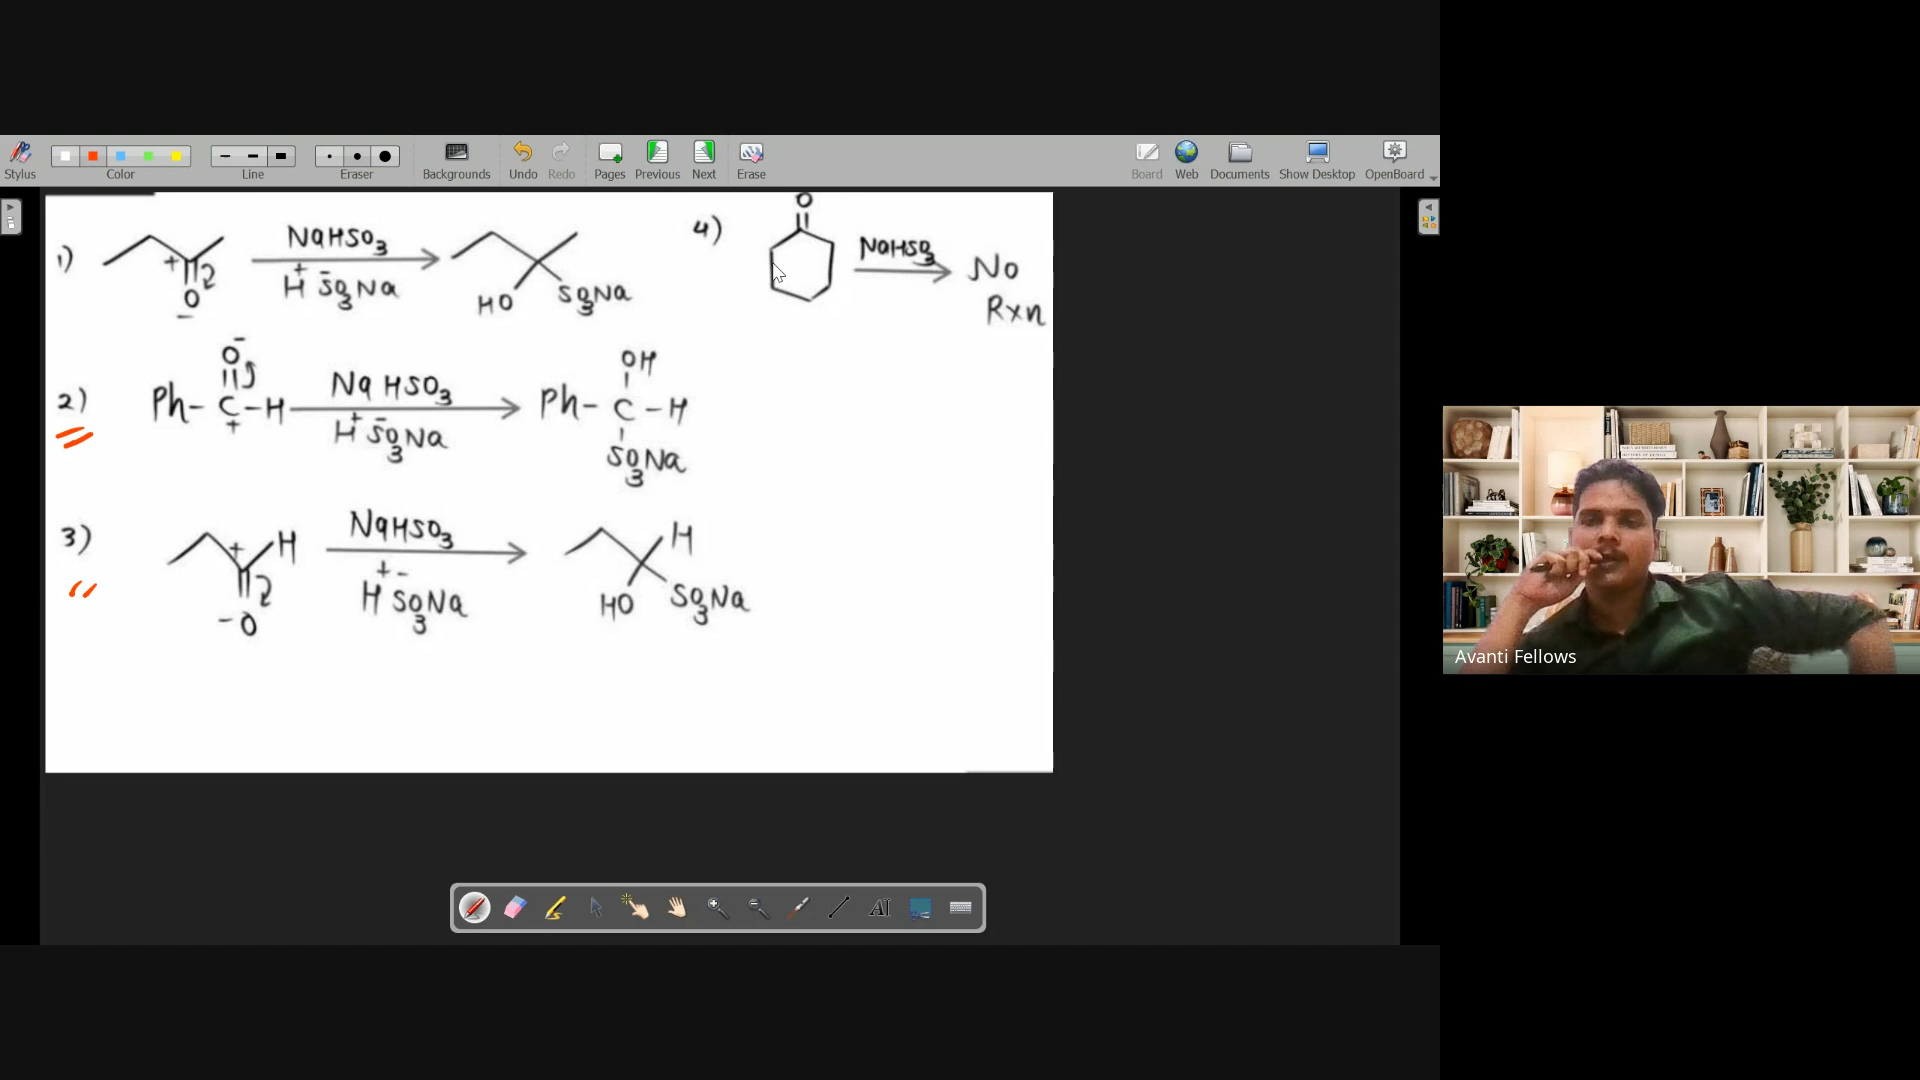 Stylus
Color
Line
Eraser
Backgrounds
Undo
Redo
Pages
Previous
Next
Erase
Board
Web
Documents
Show Desktop
OpenBoard
1)
+
O
−
NaHSO3
H+ −SO3Na
HO
SO3Na
4)
O
NaHSO3
No
Rxn
2)
O−
Ph- C -H
+
NaHSO3
H+ −SO3Na
OH
Ph- C - H
SO3Na
3)
+
H
-O
NaHSO3
+ −
H SO3Na
H
HO
SO3Na
AI
Avanti Fellows